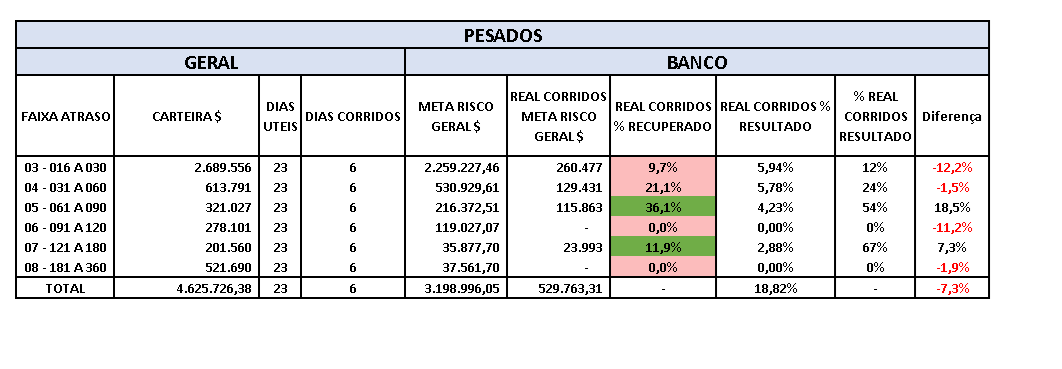 PESADOS
GERAL BANCO
FAIXA ATRASO CARTEIRA $ DIAS UTEIS DIAS CORRIDOS META RISCO GERAL $ REAL CORRIDOS META RISCO GERAL $ REAL CORRIDOS % RECUPERADO REAL CORRIDOS % RESULTADO % REAL CORRIDOS RESULTADO Diferença
03 - 016 A 030 2.689.556 23 6 2.259.227,46 260.477 9,7% 5,94% 12% -12,2%
04 - 031 A 060 613.791 23 6 530.929,61 129.431 21,1% 5,78% 24% -1,5%
05 - 061 A 090 321.027 23 6 216.372,51 115.863 36,1% 4,23% 54% 18,5%
06 - 091 A 120 278.101 23 6 119.027,07 - 0,0% 0,00% 0% -11,2%
07 - 121 A 180 201.560 23 6 35.877,70 23.993 11,9% 2,88% 67% 7,3%
08 - 181 A 360 521.690 23 6 37.561,70 - 0,0% 0,00% 0% -1,9%
TOTAL 4.625.726,38 23 6 3.198.996,05 529.763,31 - 18,82% - -7,3%